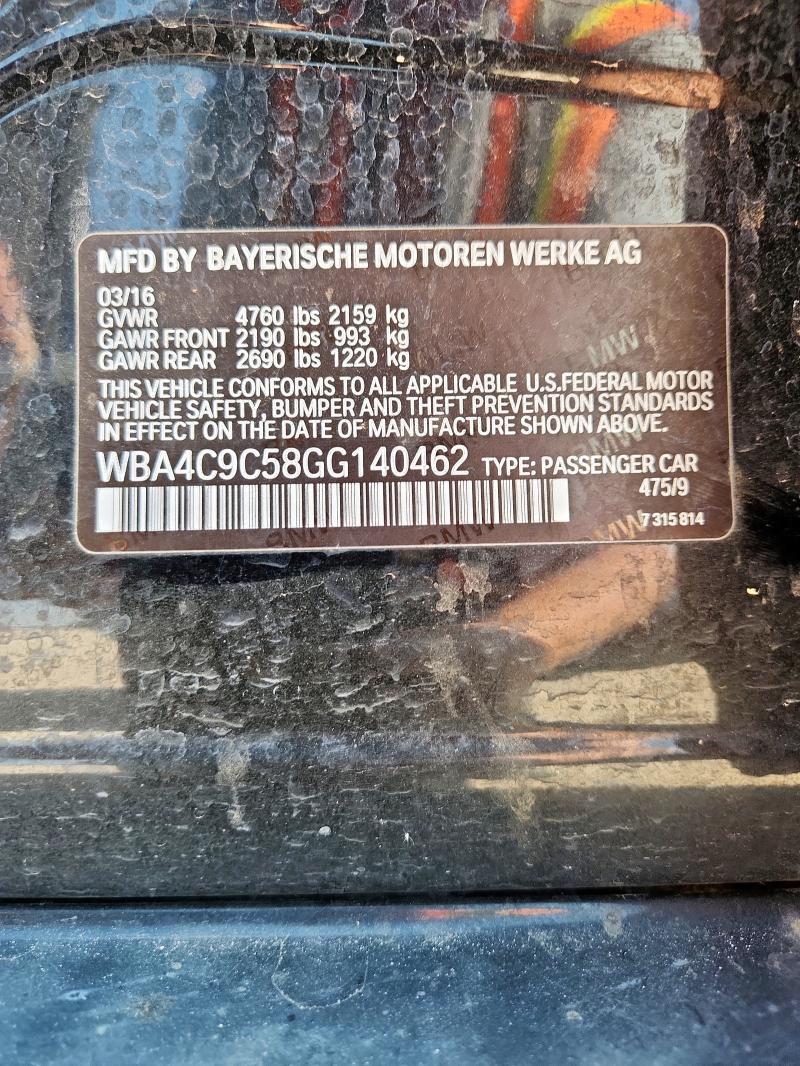 MFD BY BAYERISCHE MOTOREN WERKE AG
03/16
GVWR 4760 lbs 2159 kg
GAWR FRONT 2190 lbs 993 kg
GAWR REAR 2690 lbs 1220 kg
THIS VEHICLE CONFORMS TO ALL APPLICABLE U.S.FEDERAL MOTOR
VEHICLE SAFETY, BUMPER AND THEFT PREVENTION STANDARDS
IN EFFECT ON THE DATE OF MANUFACTURE SHOWN ABOVE.
WBA4C9C58GG140462 TYPE: PASSENGER CAR
475/9
7 315 814